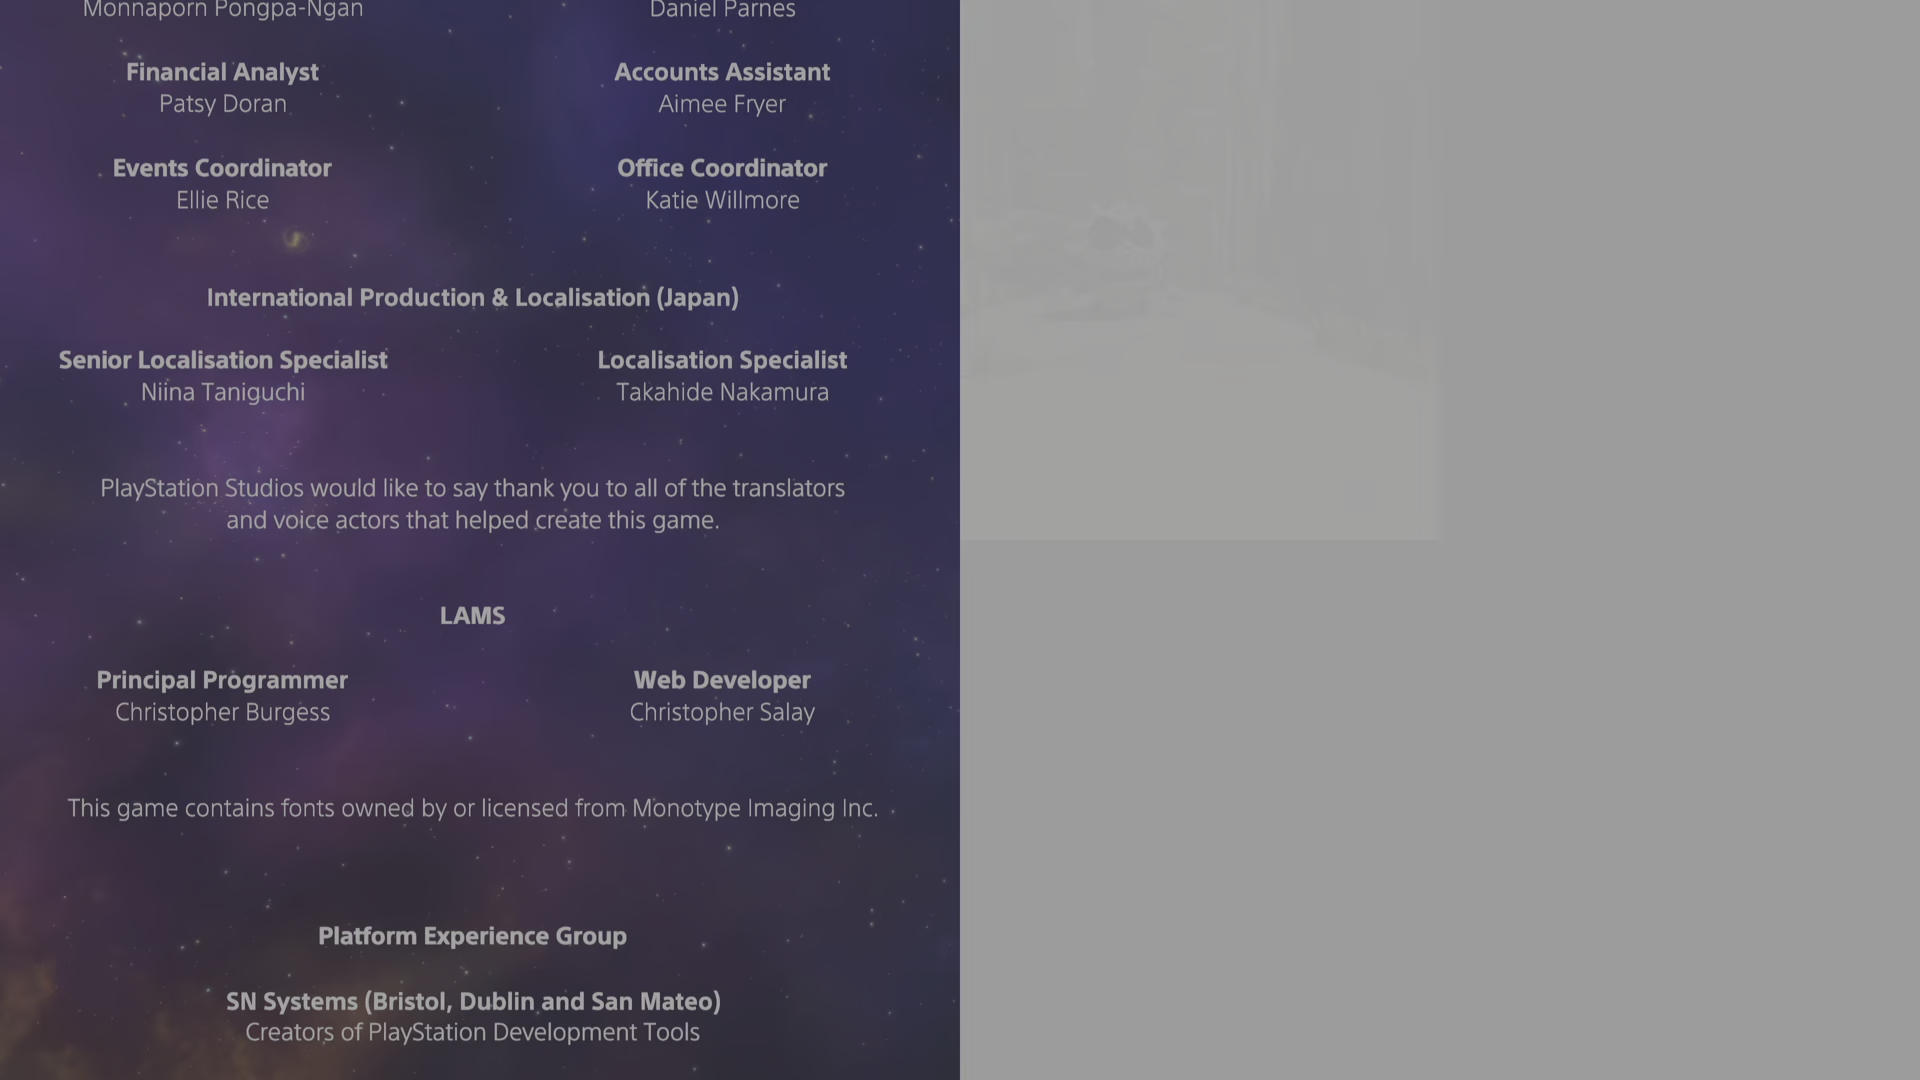 Monnaporn Pongpa-Ngan
Daniel Parnes
Financial Analyst
Patsy Doran
Accounts Assistant
Aimee Fryer
Events Coordinator
Ellie Rice
Office Coordinator
Katie Willmore
International Production & Localisation (Japan)
Senior Localisation Specialist
Niina Taniguchi
Localisation Specialist
Takahide Nakamura
PlayStation Studios would like to say thank you to all of the translators
and voice actors that helped create this game.
LAMS
Principal Programmer
Christopher Burgess
Web Developer
Christopher Salay
This game contains fonts owned by or licensed from Monotype Imaging Inc.
Platform Experience Group
SN Systems (Bristol, Dublin and San Mateo)
Creators of PlayStation Development Tools